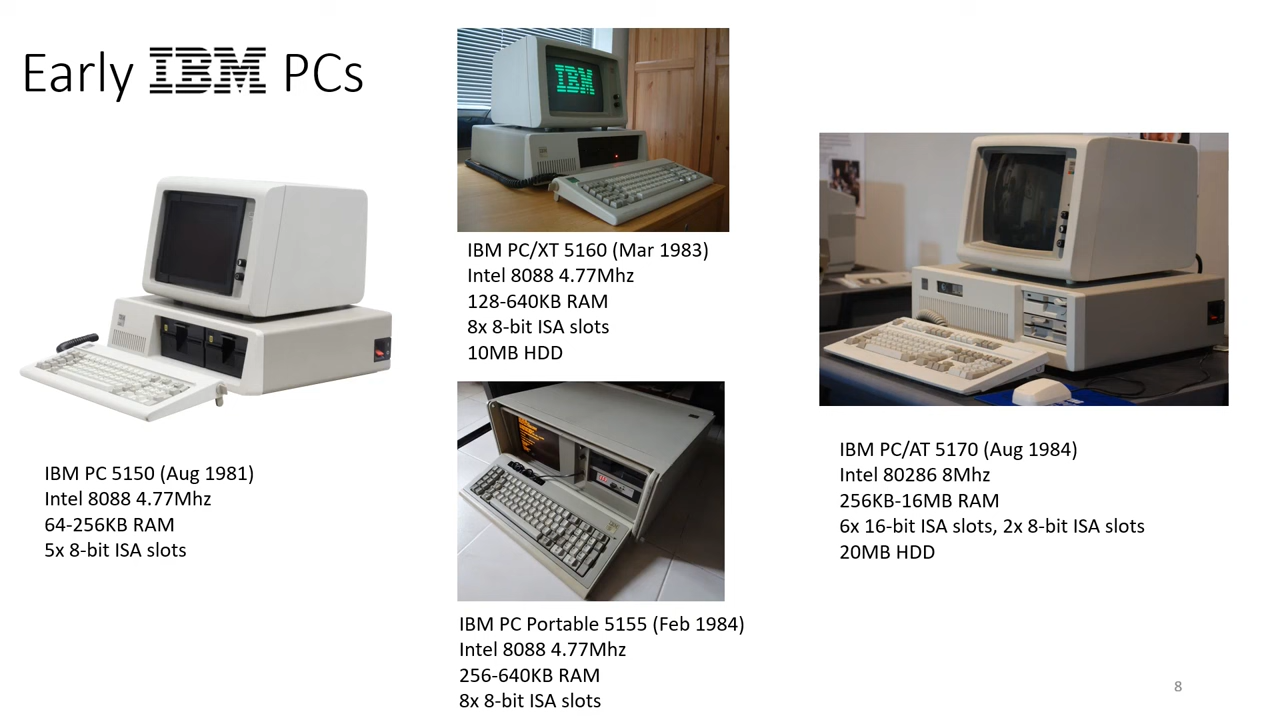 Early IBM PCs
IBM
IBM PC/XT 5160 (Mar 1983)
Intel 8088 4.77Mhz
128-640KB RAM
8x 8-bit ISA slots
10MB HDD
IBM PC 5150 (Aug 1981)
Intel 8088 4.77Mhz
64-256KB RAM
5x 8-bit ISA slots
IBM PC Portable 5155 (Feb 1984)
Intel 8088 4.77Mhz
256-640KB RAM
8x 8-bit ISA slots
IBM PC/AT 5170 (Aug 1984)
Intel 80286 8Mhz
256KB-16MB RAM
6x 16-bit ISA slots, 2x 8-bit ISA slots
20MB HDD
8